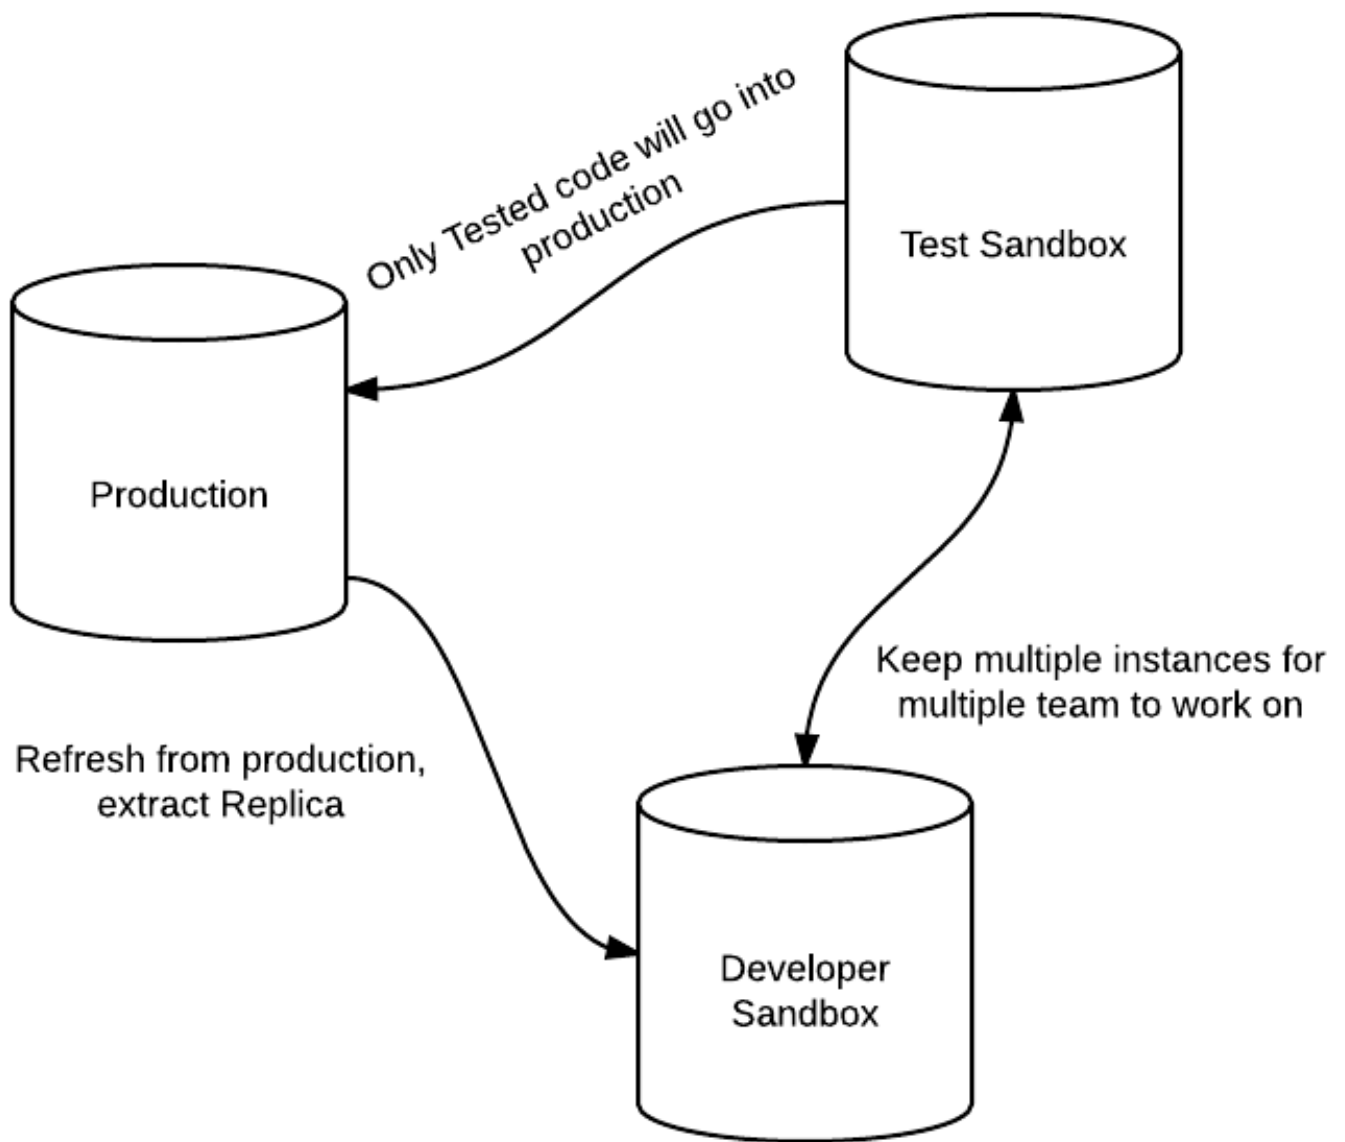 Only Tested code will go into
production
Test Sandbox
Production
Keep multiple instances for
multiple team to work on
Refresh from production,
extract Replica
Developer
Sandbox